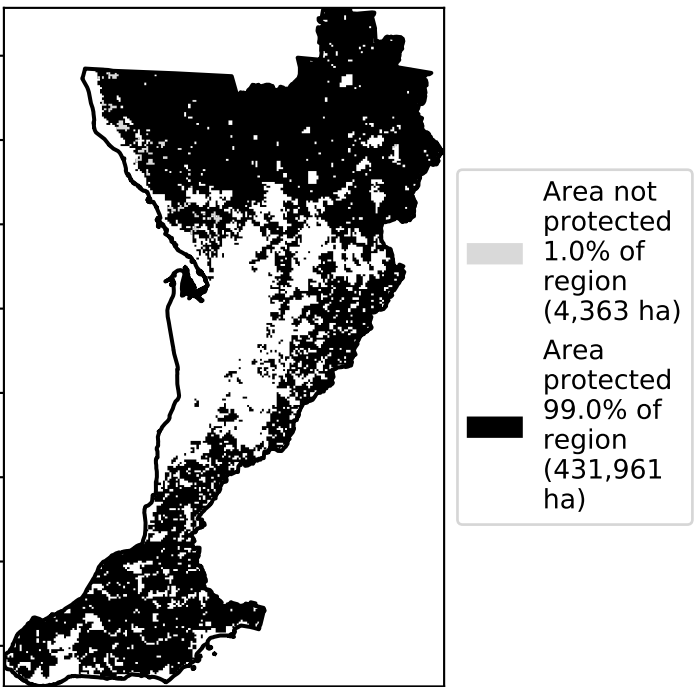 Area not
protected
1.0% of
region
(4,363 ha)
Area
protected
99.0% of
region
(431,961
ha)